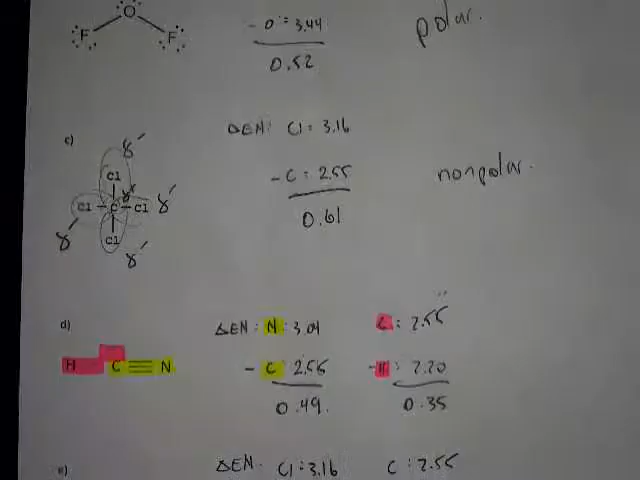 O
F F
- O : 3.44
0.52
polar.
c)
ΔEN: Cl : 3.16
- C : 2.55
0.61
nonpolar.
Cl
Cl C Cl
Cl
d)
ΔEN : N : 3.04 C : 2.55
- C : 2.55 - H : 2.20
0.49 0.35
H C≡N
e)
ΔEN. Cl : 3.16 C : 2.55